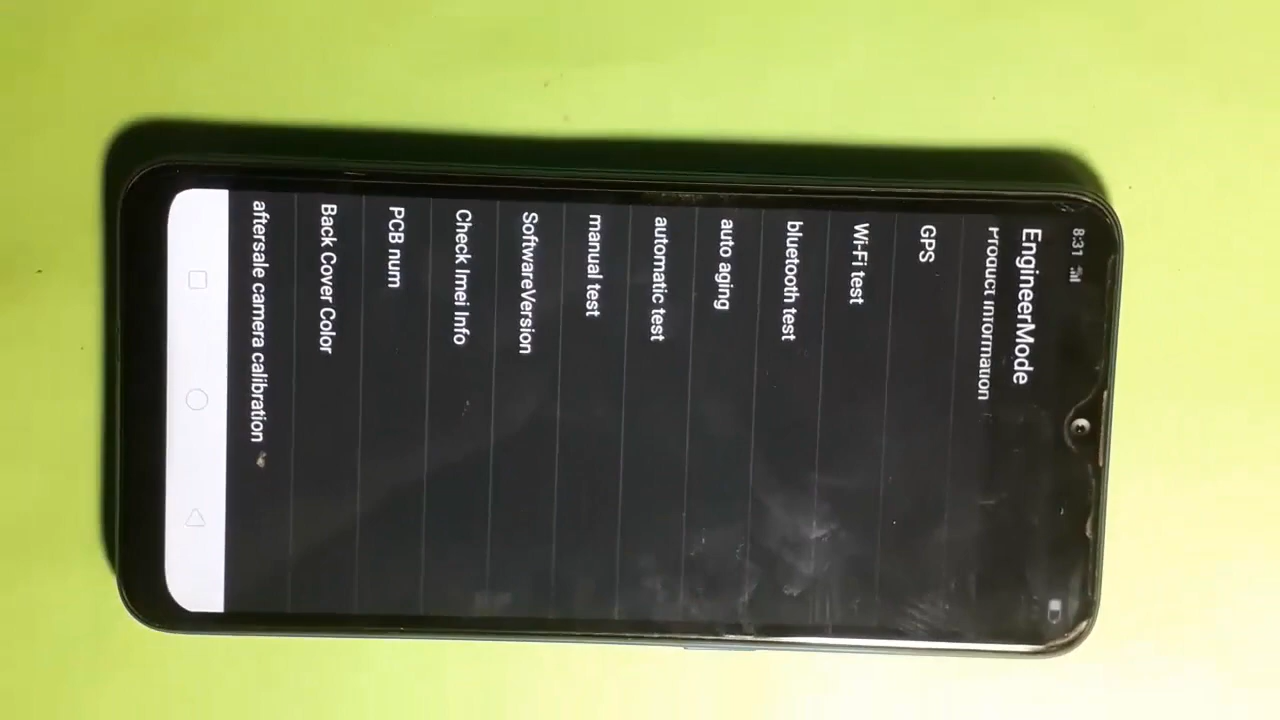 8:31
EngineerMode
Product Information
GPS
Wi-Fi test
bluetooth test
auto aging
automatic test
manual test
SoftwareVersion
Check Imei Info
PCB num
Back Cover Color
aftersale camera calibration